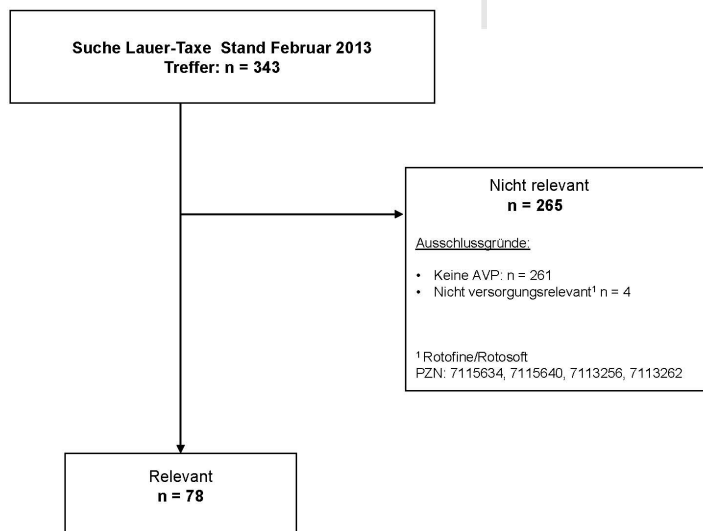 Suche Lauer-Taxe Stand Februar 2013
Treffer: n = 343
Nicht relevant
n = 265
Ausschlussgründe:
• Keine AVP: n = 261
• Nicht versorgungsrelevant¹ n = 4
¹ Rotofine/Rotosoft
PZN: 7115634, 7115640, 7113256, 7113262
Relevant
n = 78